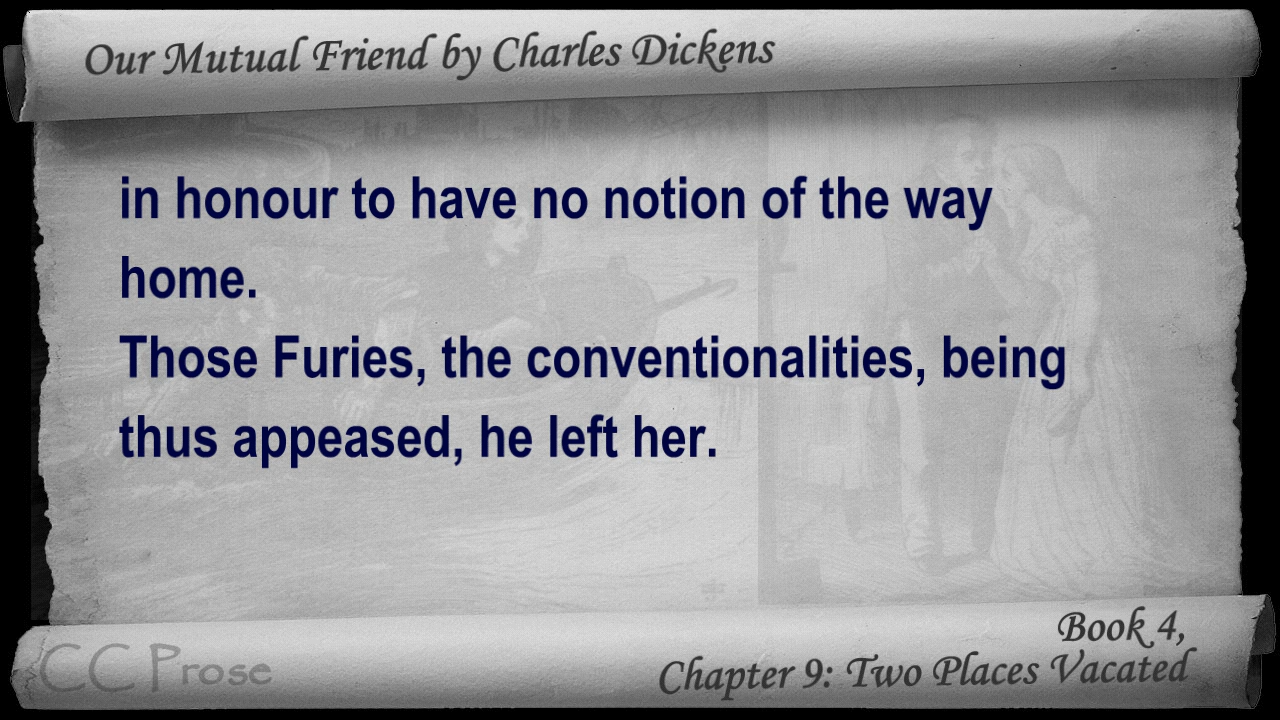 Our Mutual Friend by Charles Dickens
in honour to have no notion of the way
home.
Those Furies, the conventionalities, being
thus appeased, he left her.
CC Prose
Book 4,
Chapter 9: Two Places Vacated